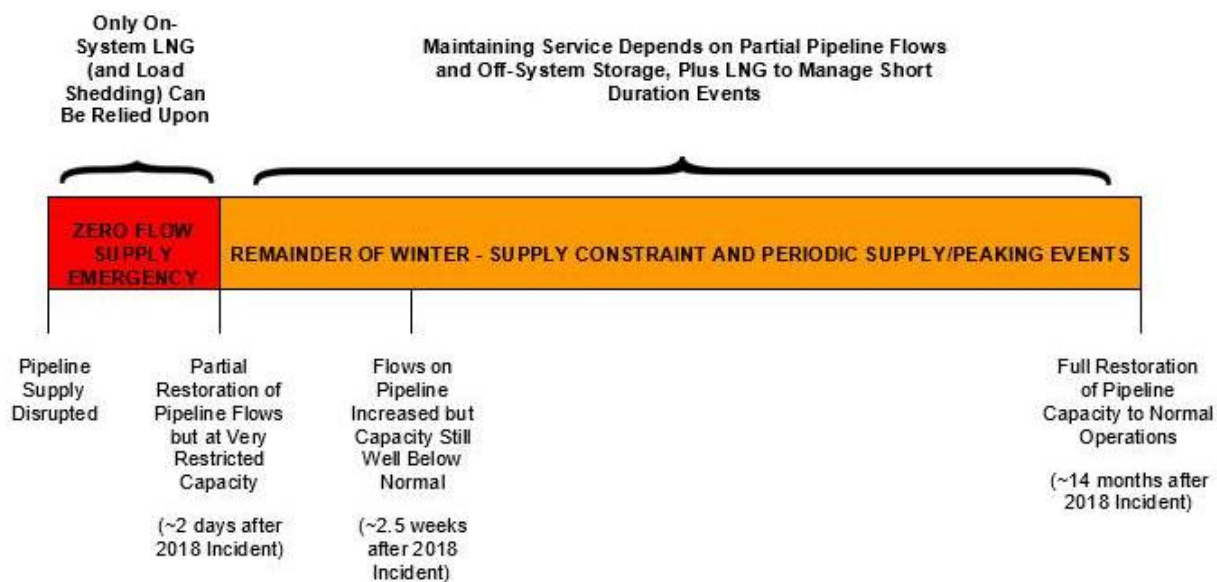 Only On-
System LNG
(and Load
Shedding) Can
Be Relied Upon
Maintaining Service Depends on Partial Pipeline Flows
and Off-System Storage, Plus LNG to Manage Short
Duration Events
ZERO FLOW
SUPPLY
EMERGENCY
REMAINDER OF WINTER - SUPPLY CONSTRAINT AND PERIODIC SUPPLY/PEAKING EVENTS
Pipeline
Supply
Disrupted
Partial
Restoration of
Pipeline Flows
but at Very
Restricted
Capacity
(~2 days after
2018 Incident)
Flows on
Pipeline
Increased but
Capacity Still
Well Below
Normal
(~2.5 weeks
after 2018
Incident)
Full Restoration
of Pipeline
Capacity to Normal
Operations
(~14 months after
2018 Incident)